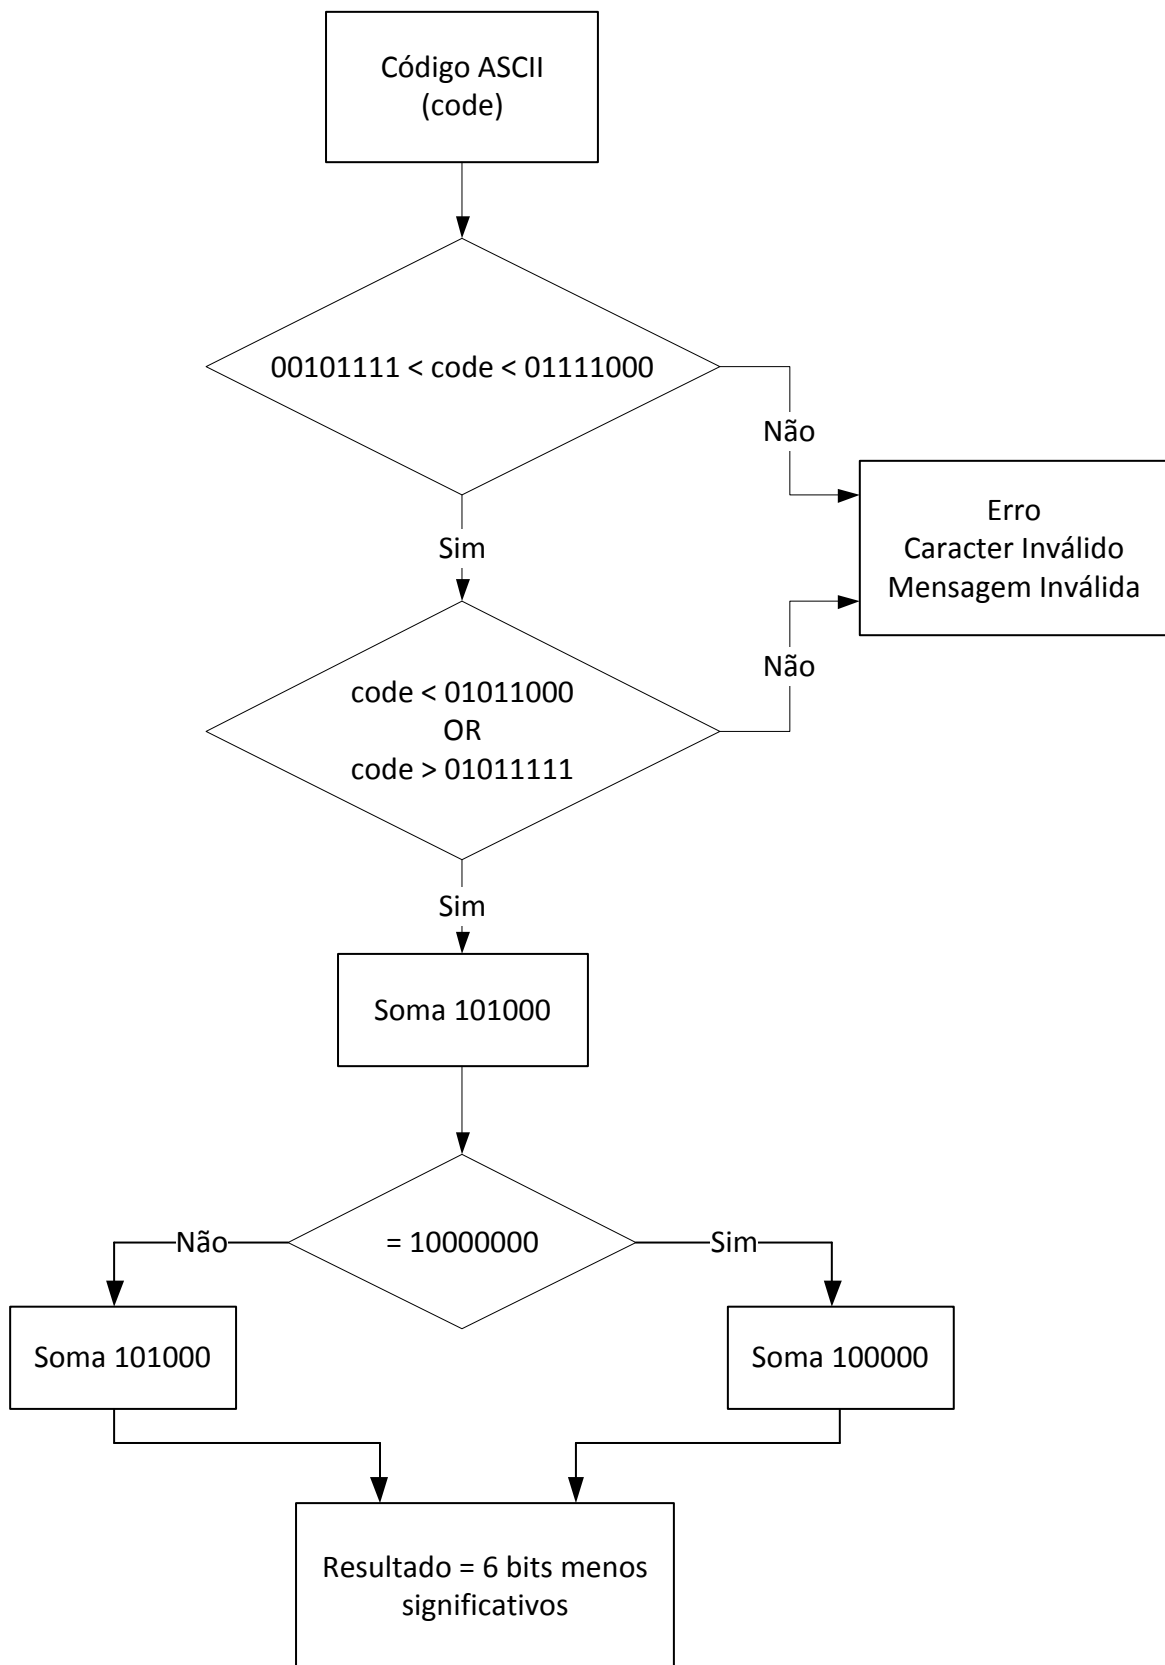 Código ASCII
(code)
00101111 < code < 01111000
Não
Erro
Caracter Inválido
Mensagem Inválida
Sim
code < 01011000
OR
code > 01011111
Não
Sim
Soma 101000
= 10000000
Não
Sim
Soma 101000
Soma 100000
Resultado = 6 bits menos
significativos